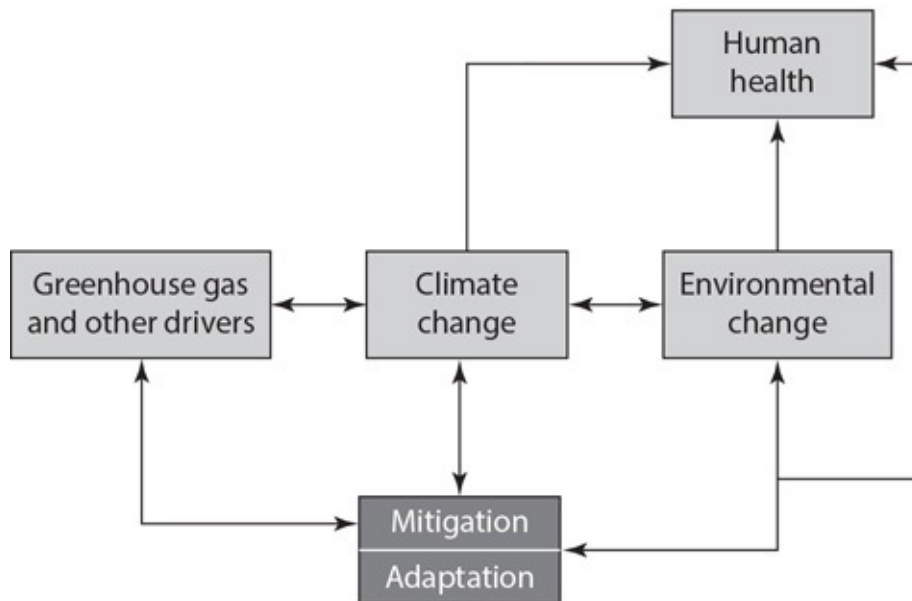 Human
health
Greenhouse gas
and other drivers
Climate
change
Environmental
change
Mitigation
Adaptation